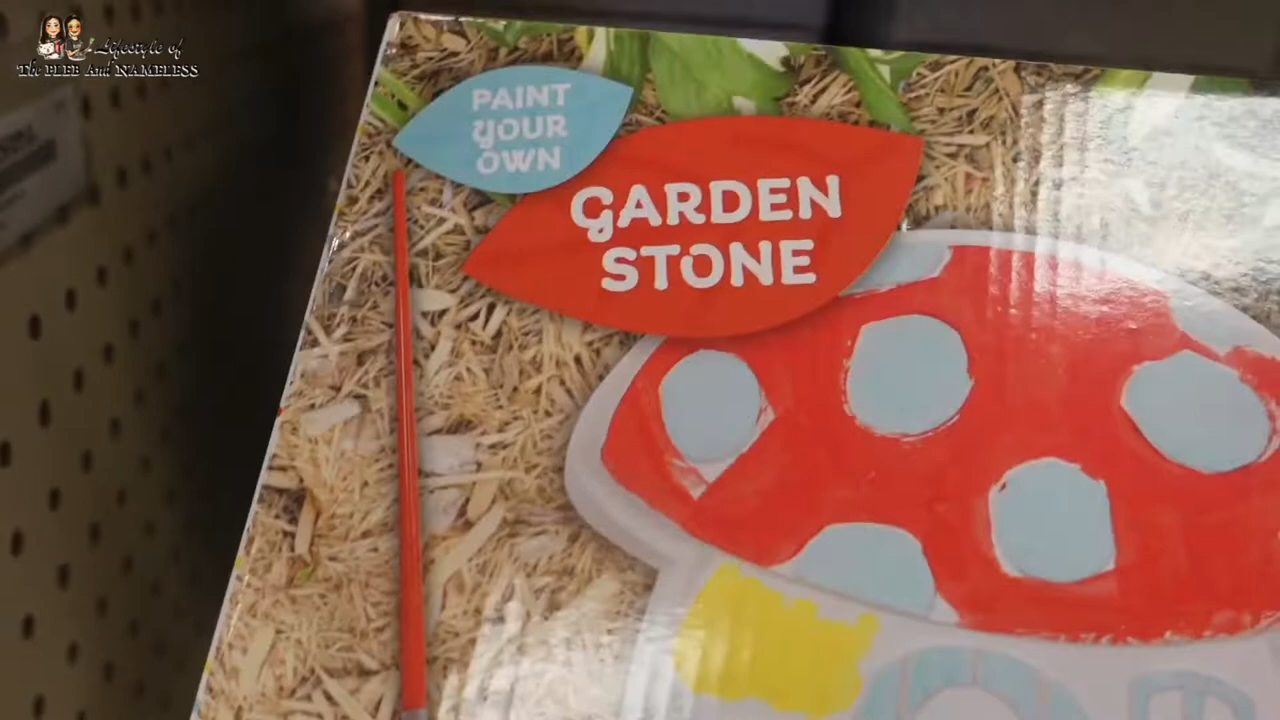 Lifestyle of
The PLEB And NAMELESS
PAINT
YOUR
OWN
GARDEN
STONE